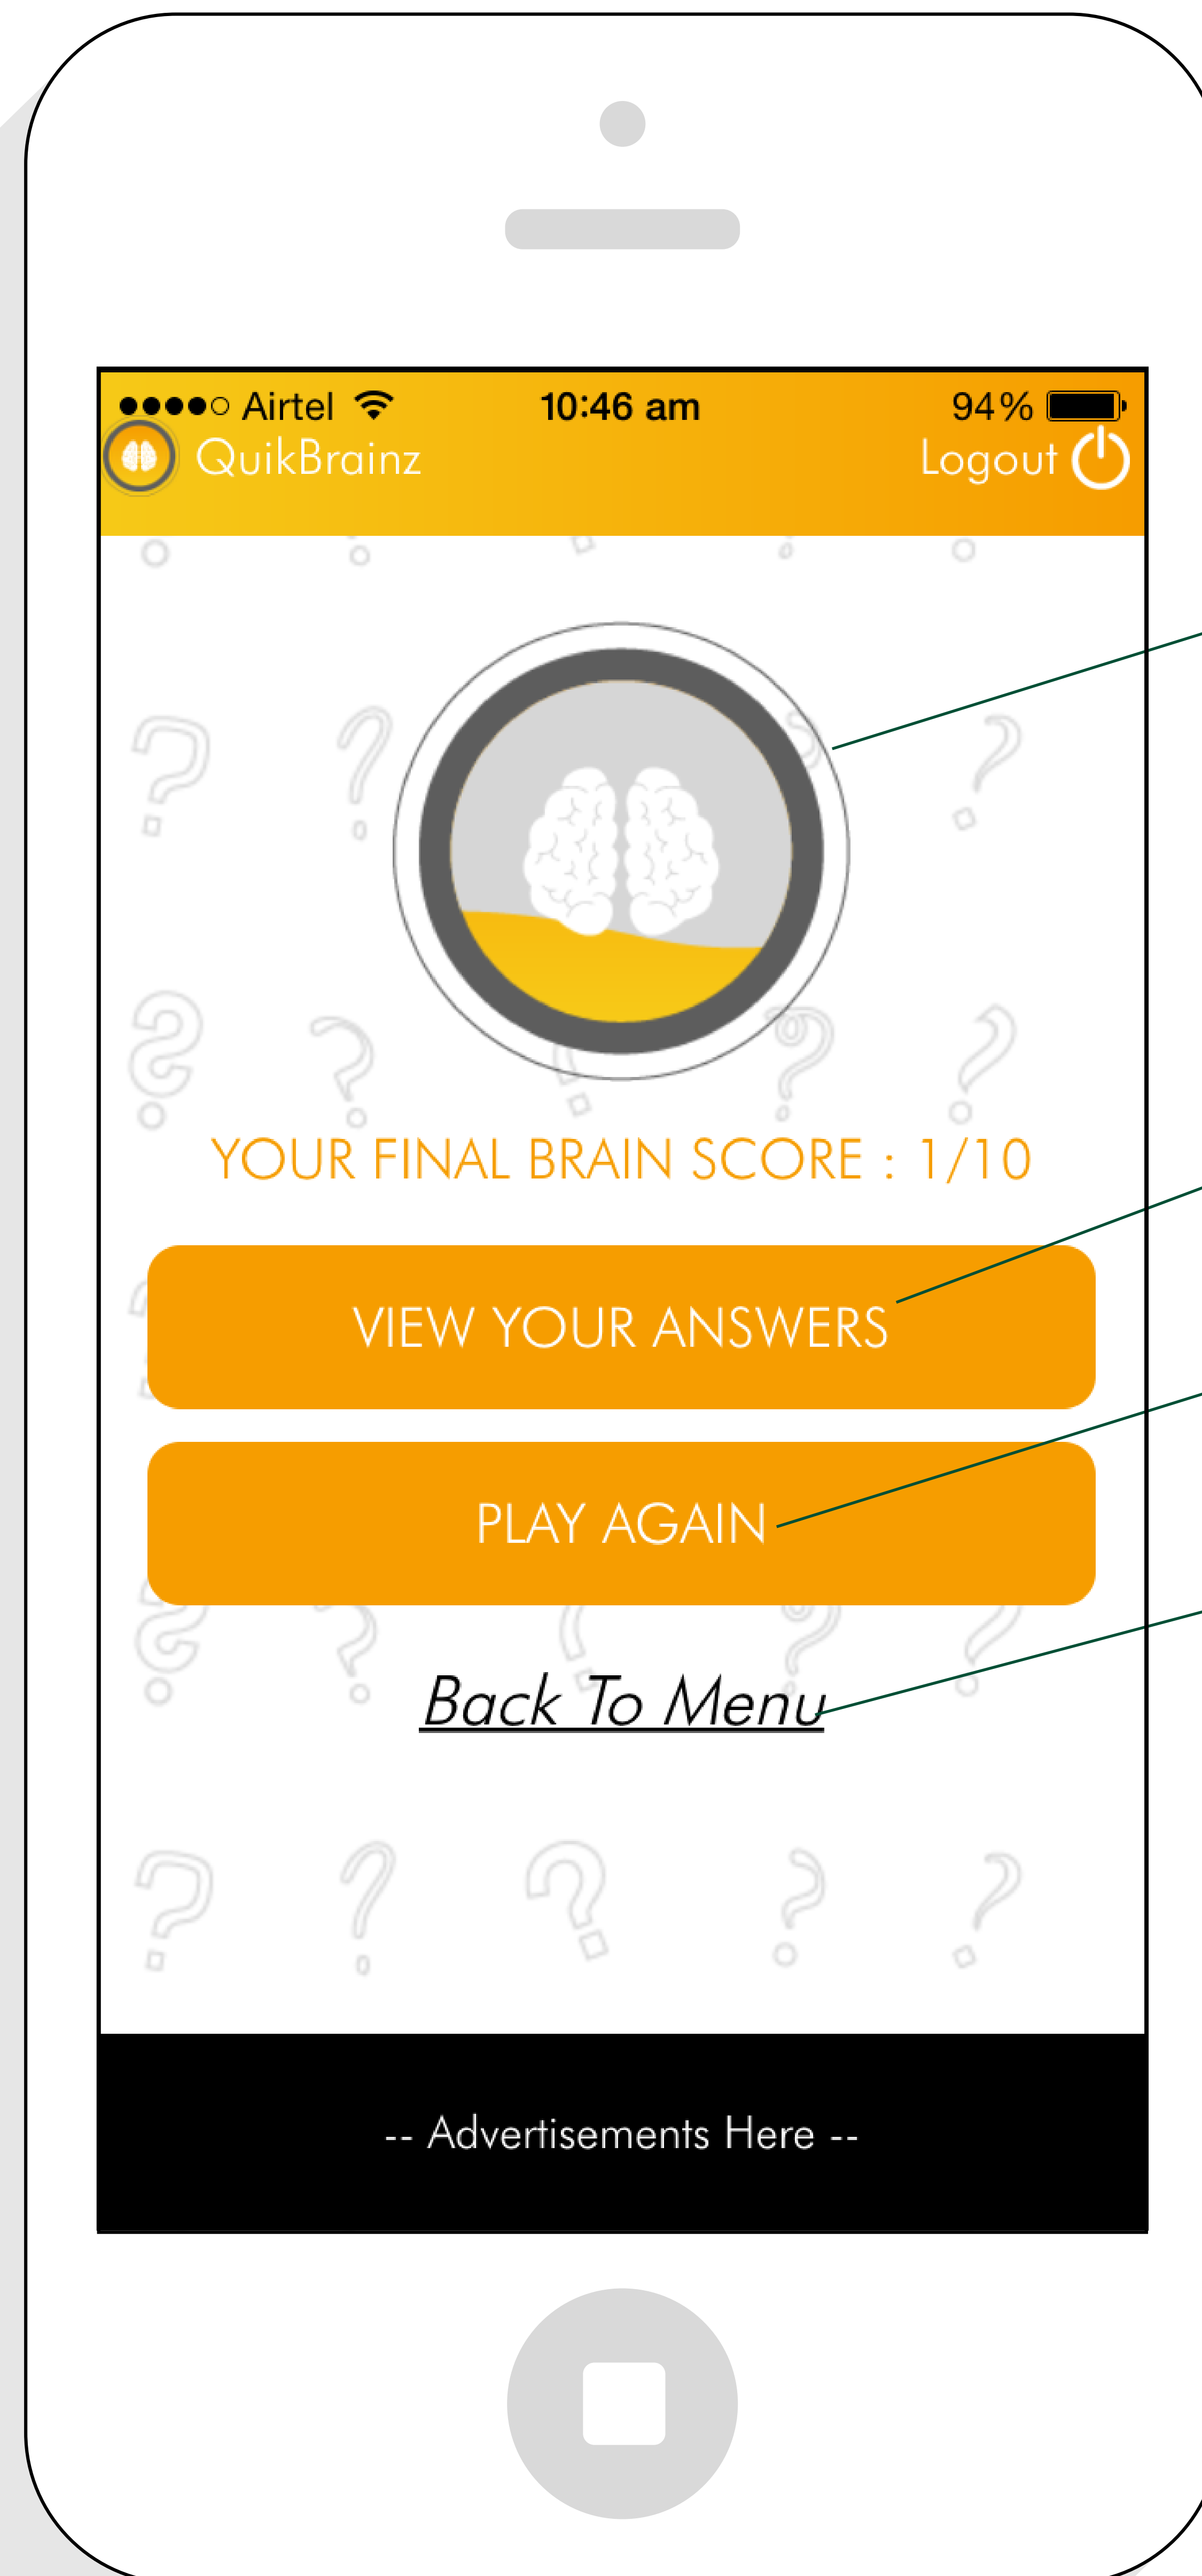 Airtel 10:46 am 94%
QuikBrainz Logout
YOUR FINAL BRAIN SCORE : 1/10
VIEW YOUR ANSWERS
PLAY AGAIN
Back To Menu
-- Advertisements Here --